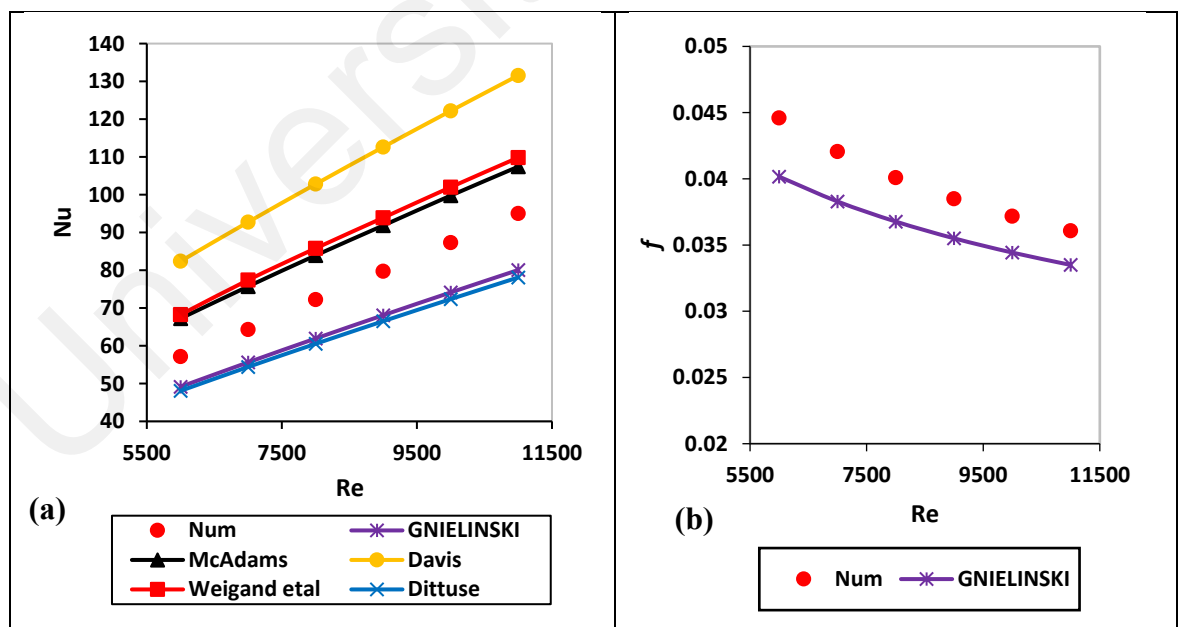 Universi
140
130
120
110
100
90
80
70
60
50
40
Nu
5500 7500 9500 11500
Re
(a)
Num GNIELINSKI
McAdams Davis
Weigand etal Dittuse
0.05
0.045
0.04
0.035
0.03
0.025
0.02
f
5500 7500 9500 11500
Re
(b)
Num GNIELINSKI